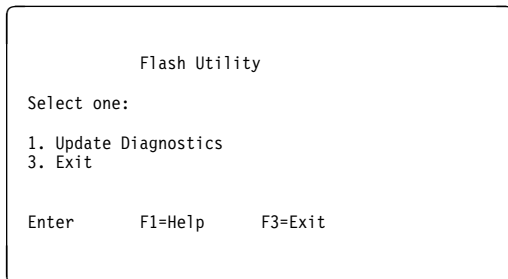 Flash Utility
Select one:
1. Update Diagnostics
3. Exit
Enter F1=Help F3=Exit